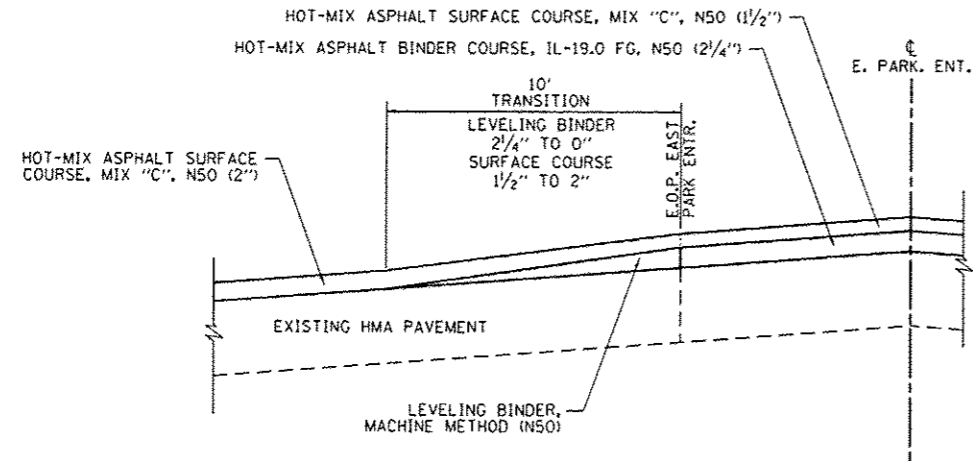 HOT-MIX ASPHALT SURFACE COURSE, MIX "C", N50 (1½")
HOT-MIX ASPHALT BINDER COURSE, IL-19.0 FG, N50 (2¼")
℄
E. PARK. ENT.
10'
TRANSITION
LEVELING BINDER
2¼" TO 0"
SURFACE COURSE
1½" TO 2"
E.O.P. EAST
PARK ENTR.
HOT-MIX ASPHALT SURFACE
COURSE, MIX "C", N50 (2")
EXISTING HMA PAVEMENT
LEVELING BINDER,
MACHINE METHOD (N50)